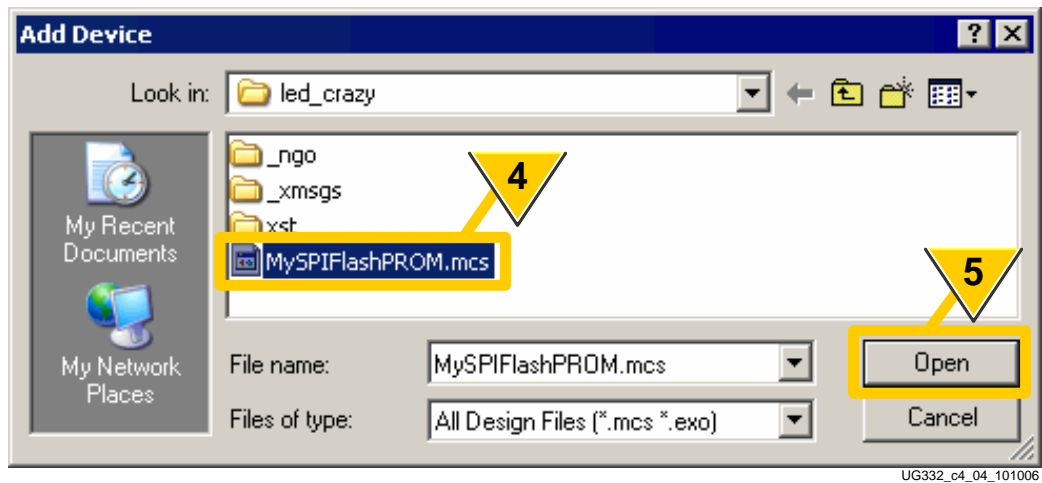 Add Device
Look in:
led_crazy
_ngo
_xmsgs
xst
MySPIFlashPROM.mcs
4
My Recent
Documents
My Network
Places
5
File name:
MySPIFlashPROM.mcs
Open
Files of type:
All Design Files (*.mcs *.exo)
Cancel
UG332_c4_04_101006